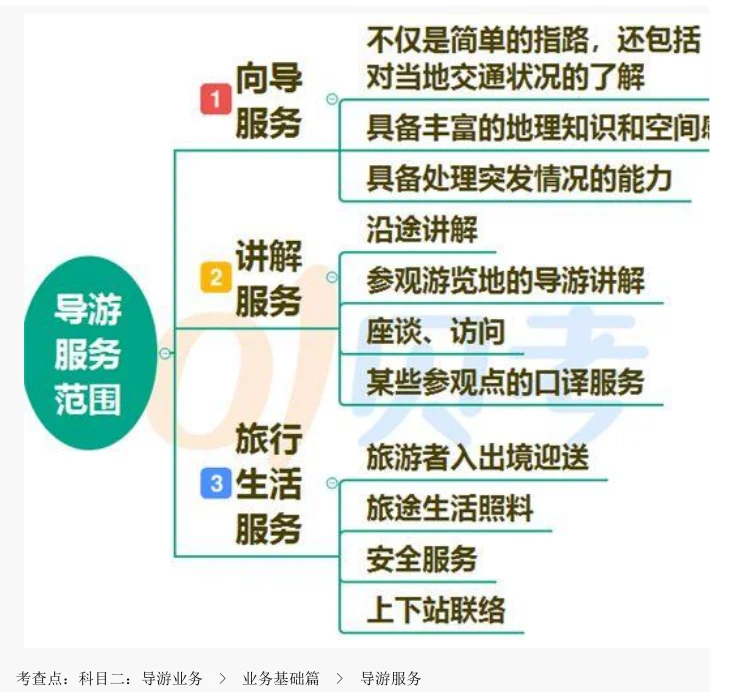 导游
服务
范围
1
向导
服务
不仅是简单的指路，还包括
对当地交通状况的了解
具备丰富的地理知识和空间
具备处理突发情况的能力
2
讲解
服务
沿途讲解
参观游览地的导游讲解
座谈、访问
某些参观点的口译服务
3
旅行
生活
服务
旅游者入出境迎送
旅途生活照料
安全服务
上下站联络
贝考
考查点：科目二：导游业务 > 业务基础篇 > 导游服务